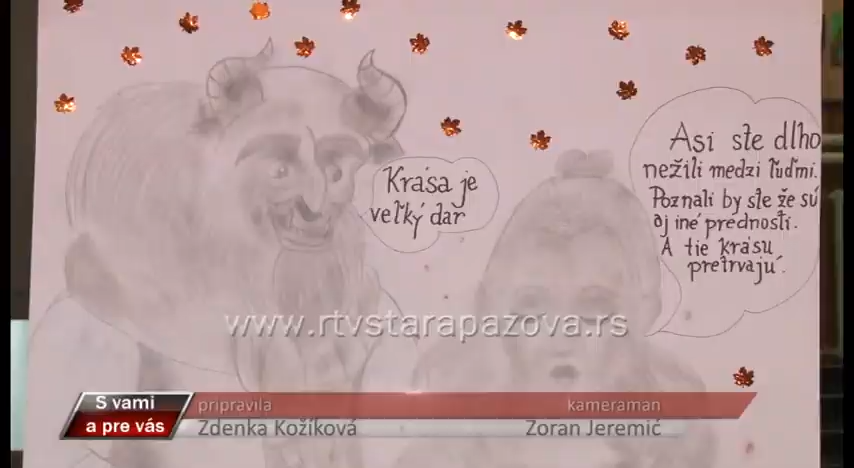 Krása je
veľký dar
Asi ste dlho
nežili medzi ľuďmi.
Poznali by ste že sú
aj iné prednosti.
A tie krásu
pretrvajú.
www.rtvstarapazova.rs
S vami
a pre vás
pripravila
Zdenka Kožíková
kameraman
Zoran Jeremić